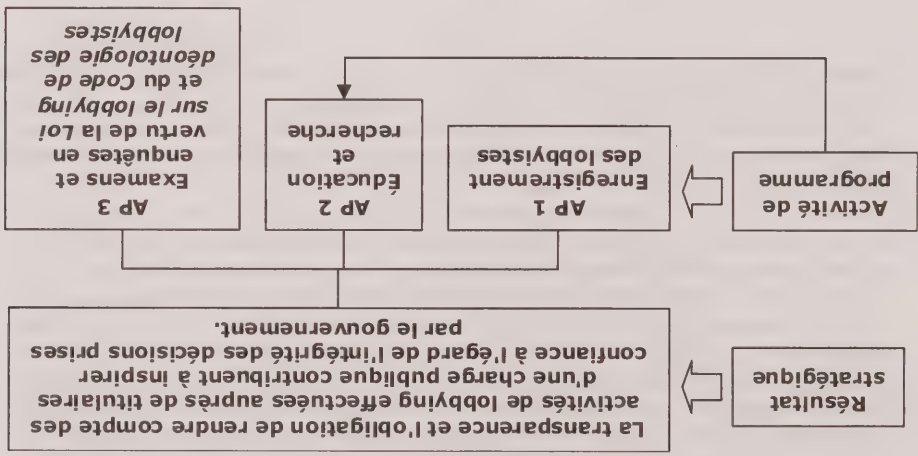 Résultat
stratégique
La transparence et l'obligation de rendre compte des
activités de lobbying effectuées auprès de titulaires
d'une charge publique contribuent à inspirer
confiance à l'égard de l'intégrité des décisions prises
par le gouvernement.
Activité de
programme
AP 1
Enregistrement
des lobbyistes
AP 2
Éducation
et
recherche
AP 3
Examens et
enquêtes en
vertu de la Loi
sur le lobbying
et du Code de
déontologie des
lobbyistes